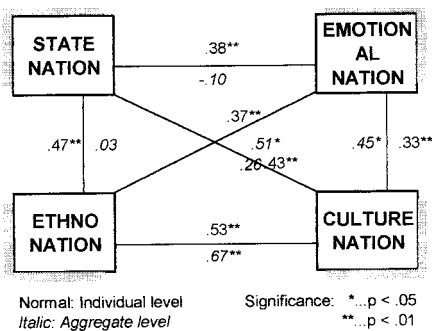 STATE
NATION
EMOTION
AL
NATION
.38**
-.10
.37**
.47** .03
.51*
.45* .33**
.26 .43**
ETHNO
NATION
CULTURE
NATION
.53**
.67**
Normal: Individual level
Italic: Aggregate level
Significance: *...p < .05
**...p < .01